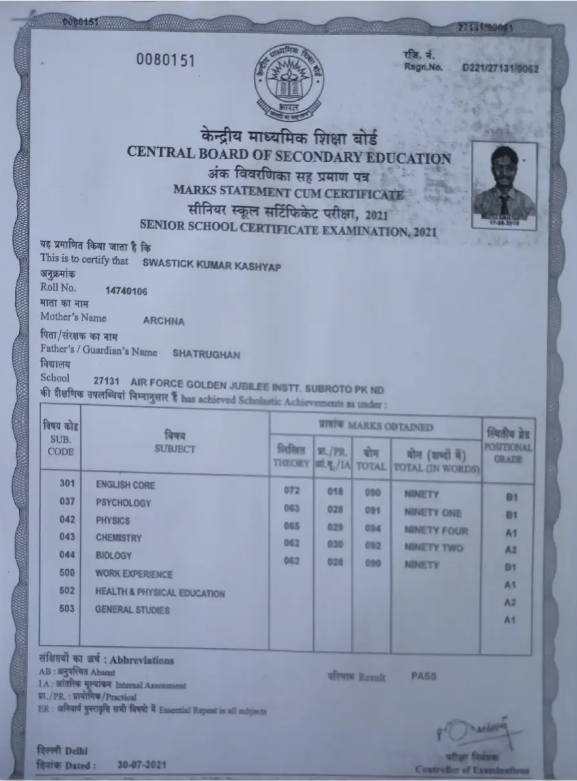 0080151
27131/0061
0080151
रजि. नं.
Regn.No. D221/27131/0062
केन्द्रीय माध्यमिक शिक्षा बोर्ड
भारत
केन्द्रीय माध्यमिक शिक्षा बोर्ड
CENTRAL BOARD OF SECONDARY EDUCATION
अंक विवरणिका सह प्रमाण पत्र
MARKS STATEMENT CUM CERTIFICATE
सीनियर स्कूल सर्टिफिकेट परीक्षा, 2021
SENIOR SCHOOL CERTIFICATE EXAMINATION, 2021
यह प्रमाणित किया जाता है कि
This is to certify that SWASTICK KUMAR KASHYAP
अनुक्रमांक
Roll No. 14740106
माता का नाम
Mother's Name ARCHNA
पिता/संरक्षक का नाम
Father's / Guardian's Name SHATRUGHAN
विद्यालय
School 27131 AIR FORCE GOLDEN JUBILEE INSTT. SUBROTO PK ND
की शैक्षणिक उपलब्धियां निम्नानुसार हैं has achieved Scholastic Achievements as under :
विषय कोड SUB. CODE
विषय SUBJECT
प्राप्तांक MARKS OBTAINED
लिखित THEORY
प्रा./PR. आं.मू./IA
योग TOTAL
योग (शब्दों में) TOTAL (IN WORDS)
स्थितीय ग्रेड POSITIONAL GRADE
301 ENGLISH CORE 072 018 090 NINETY B1
037 PSYCHOLOGY 063 028 091 NINETY ONE B1
042 PHYSICS 065 029 094 NINETY FOUR A1
043 CHEMISTRY 062 030 092 NINETY TWO A2
044 BIOLOGY 062 028 090 NINETY B1
500 WORK EXPERIENCE A1
502 HEALTH & PHYSICAL EDUCATION A2
503 GENERAL STUDIES A1
संक्षिप्तियों का अर्थ : Abbreviations
AB : अनुपस्थित Absent
IA : आंतरिक मूल्यांकन Internal Assessment
प्रा./PR. : प्रायोगिक/Practical
ER : अनिवार्य पुनरावृत्ति सभी विषयों में Essential Repeat in all subjects
परिणाम Result PASS
दिल्ली Delhi
दिनांक Dated : 30-07-2021
परीक्षा नियंत्रक
Controller of Examinations